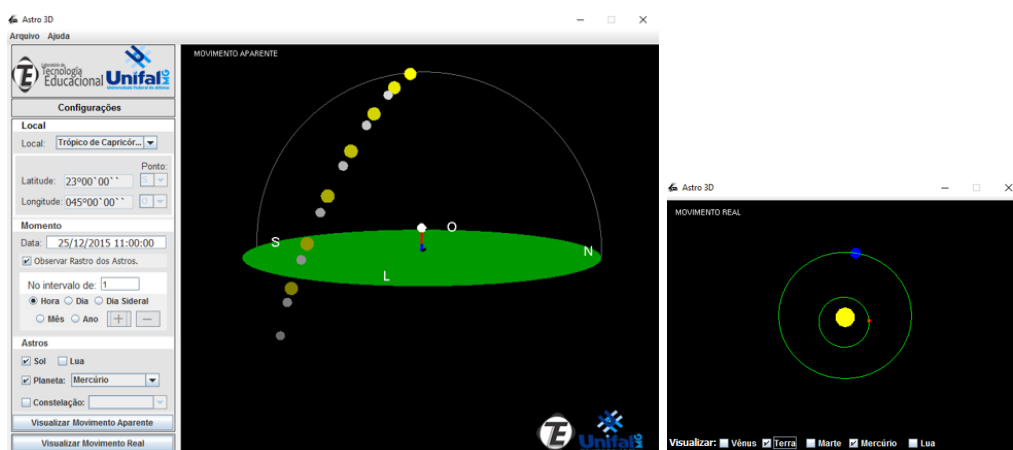 Astro 3D
Arquivo Ajuda
Laboratório de
Tecnologia
Educacional
Unifal MG
Universidade Federal de Alfenas
Configurações
Local
Local: Trópico de Capricór...
Ponto:
Latitude: 23º00`00`` S
Longitude: 045º00`00`` O
Momento
Data: 25/12/2015 11:00:00
Observar Rastro dos Astros.
No intervalo de: 1
Hora Dia Dia Sideral
Mês Ano + −
Astros
Sol Lua
Planeta: Mercúrio
Constelação:
Visualizar Movimento Aparente
Visualizar Movimento Real
MOVIMENTO APARENTE
S
O
N
L
Unifal MG
Astro 3D
MOVIMENTO REAL
Visualizar: Vênus Terra Marte Mercúrio Lua